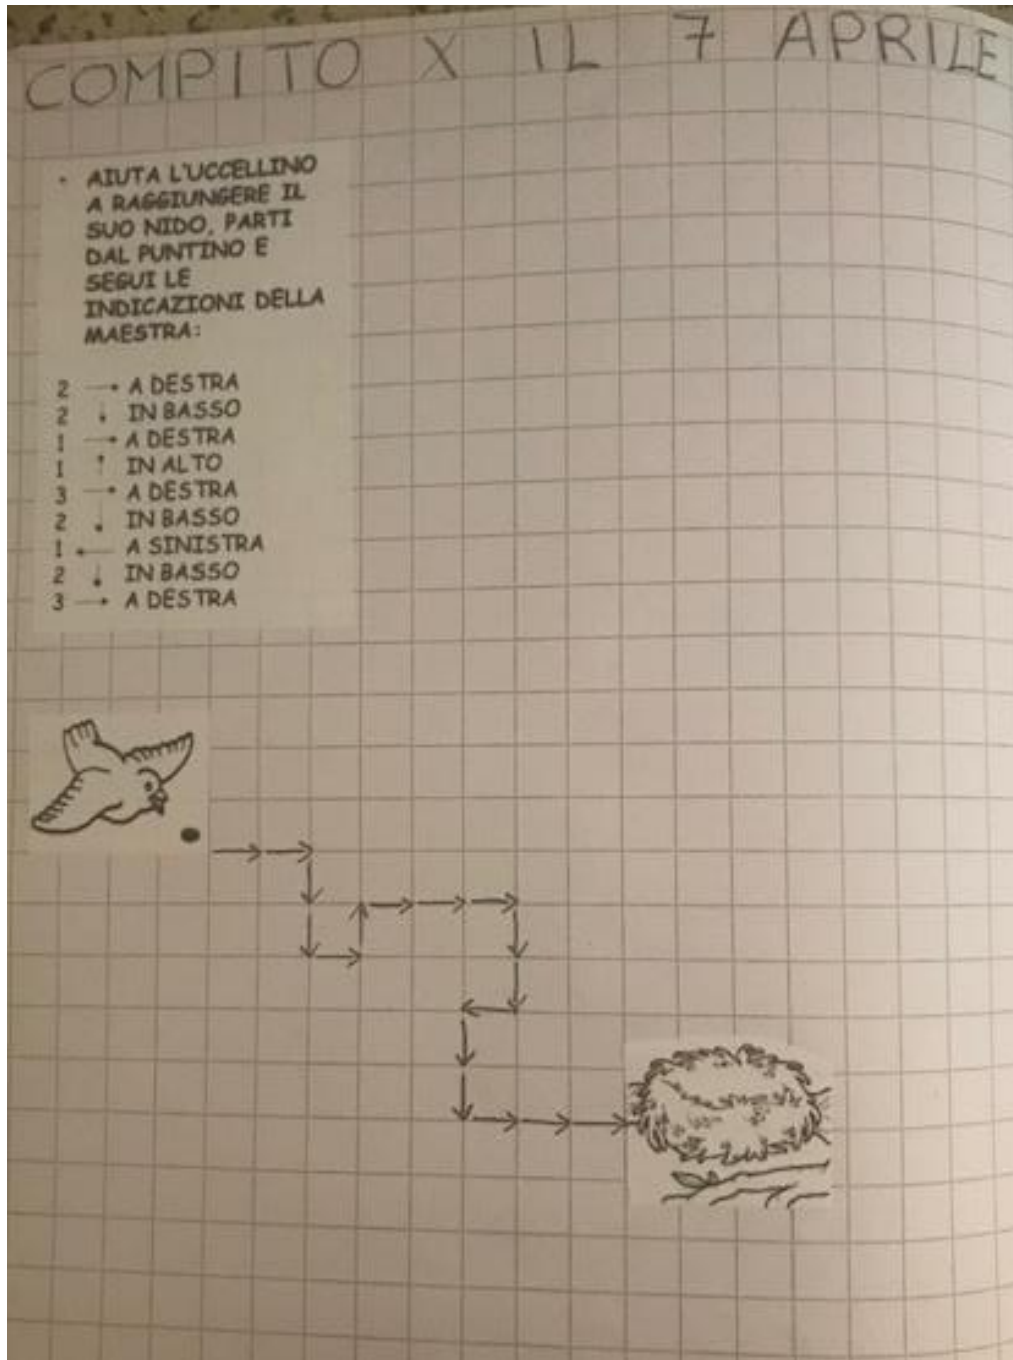 COMPITO X IL 7 APRILE
• AIUTA L'UCCELLINO
A RAGGIUNGERE IL
SUO NIDO, PARTI
DAL PUNTINO E
SEGUI LE
INDICAZIONI DELLA
MAESTRA:
2 → A DESTRA
2 ↓ IN BASSO
1 → A DESTRA
1 ↑ IN ALTO
3 → A DESTRA
2 ↓ IN BASSO
1 ← A SINISTRA
2 ↓ IN BASSO
3 → A DESTRA